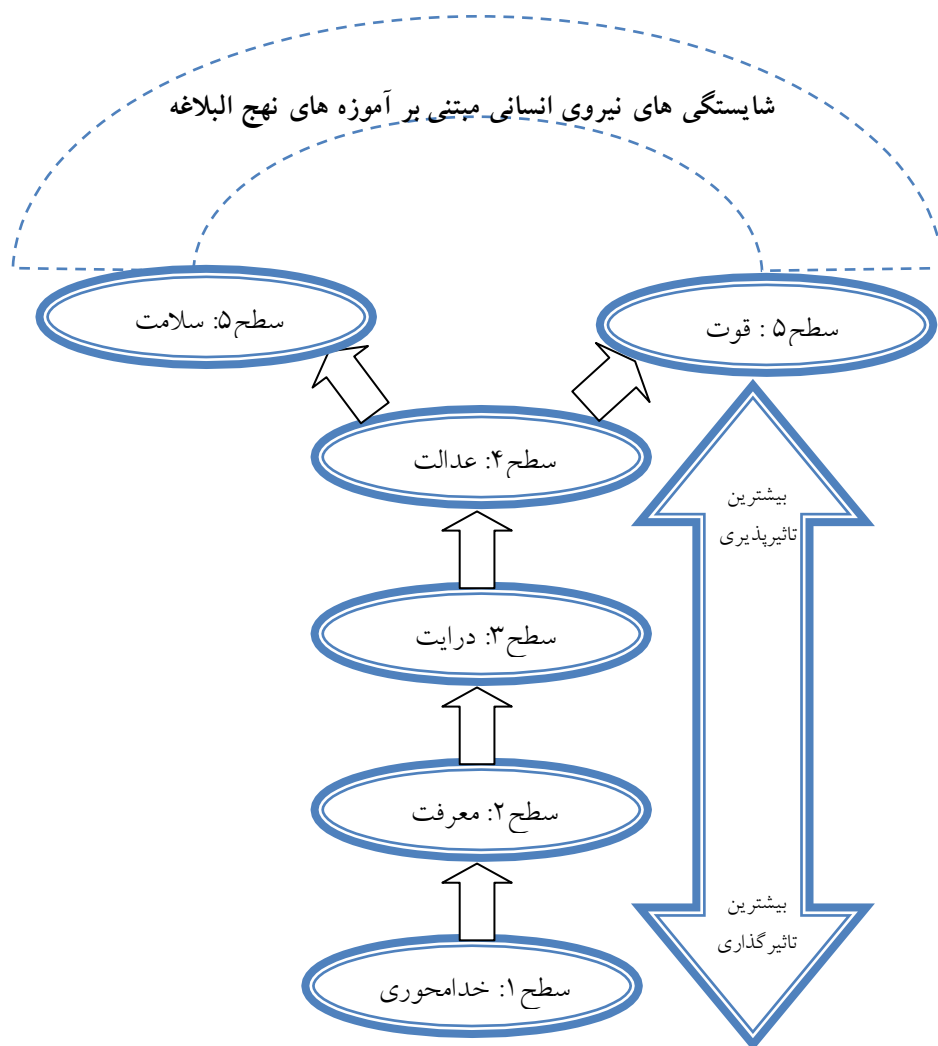 شایستگی های نیروی انسانی مبتنی بر آموزه های نهج البلاغه
سطح۵ : قوت
سطح۵: سلامت
سطح۴: عدالت
بیشترین
تاثیرپذیری
سطح۳: درایت
سطح۲: معرفت
بیشترین
تاثیرگذاری
سطح۱: خدامحوری